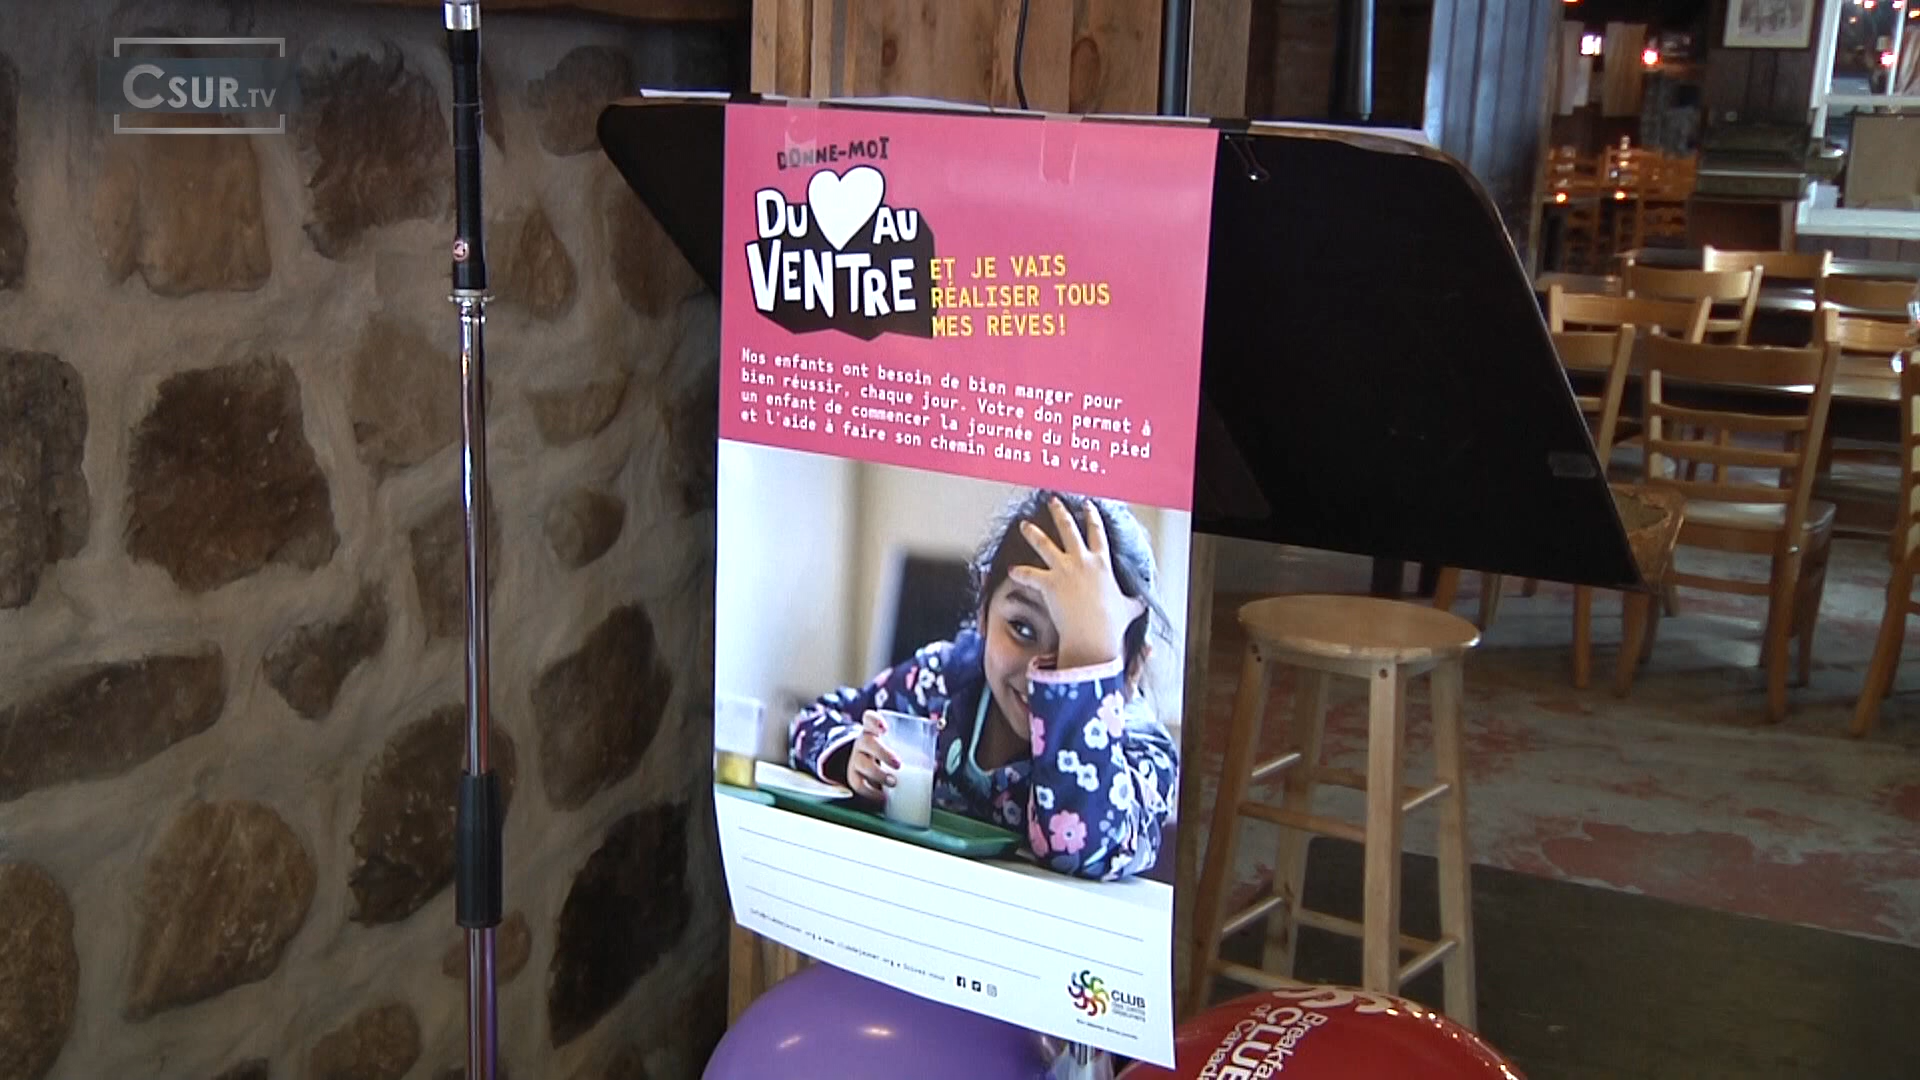 CSUR.TV
DONNE-MOI
DU AU
VENTRE
ET JE VAIS
RÉALISER TOUS
MES RÊVES!
Nos enfants ont besoin de bien manger pour
bien réussir, chaque jour. Votre don permet à
un enfant de commencer la journée du bon pied
et l'aide à faire son chemin dans la vie.
CLUB
Breakfast
CLUB
of Canada